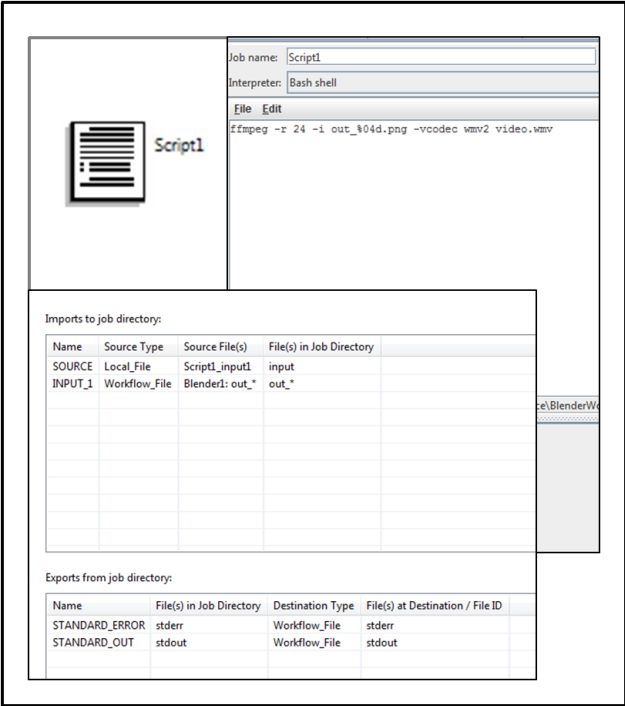 Script1
Job name: Script1
Interpreter: Bash shell
File Edit
ffmpeg -r 24 -i out_%04d.png -vcodec wmv2 video.wmv
Imports to job directory:
Name Source Type Source File(s) File(s) in Job Directory
SOURCE Local_File Script1_input1 input
INPUT_1 Workflow_File Blender1: out_* out_*
ce\BlenderWo
Exports from job directory:
Name File(s) in Job Directory Destination Type File(s) at Destination / File ID
STANDARD_ERROR stderr Workflow_File stderr
STANDARD_OUT stdout Workflow_File stdout